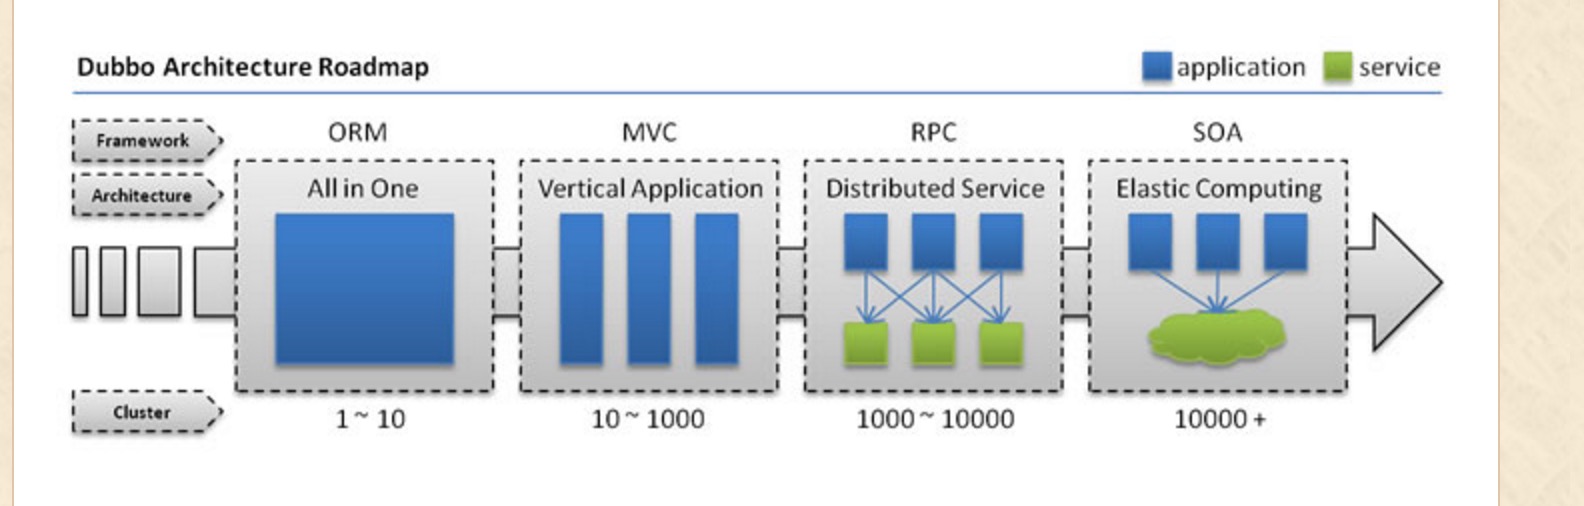 Dubbo Architecture Roadmap
application service
Framework
ORM MVC RPC SOA
Architecture
All in One Vertical Application Distributed Service Elastic Computing
Cluster
1 ~ 10 10 ~ 1000 1000 ~ 10000 10000 +